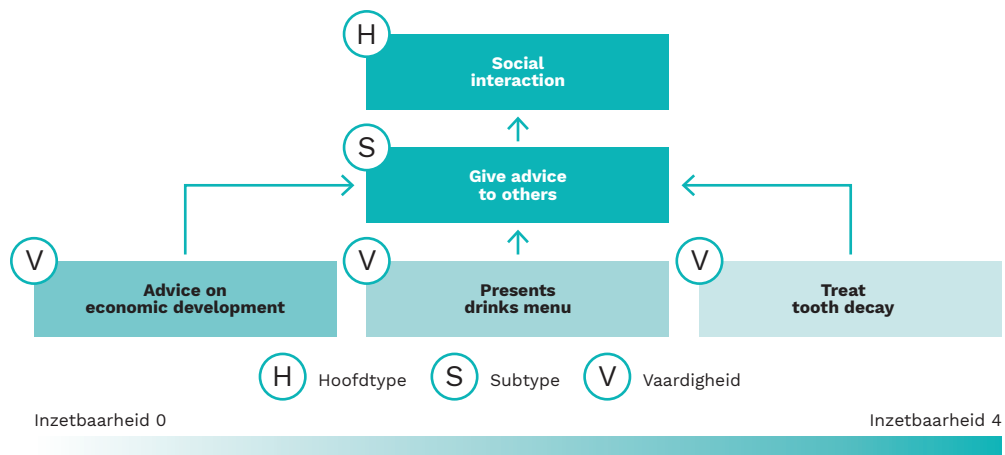 H
Social
interaction
S
Give advice
to others
V
Advice on
economic development
V
Presents
drinks menu
V
Treat
tooth decay
H Hoofdtype S Subtype V Vaardigheid
Inzetbaarheid 0 Inzetbaarheid 4